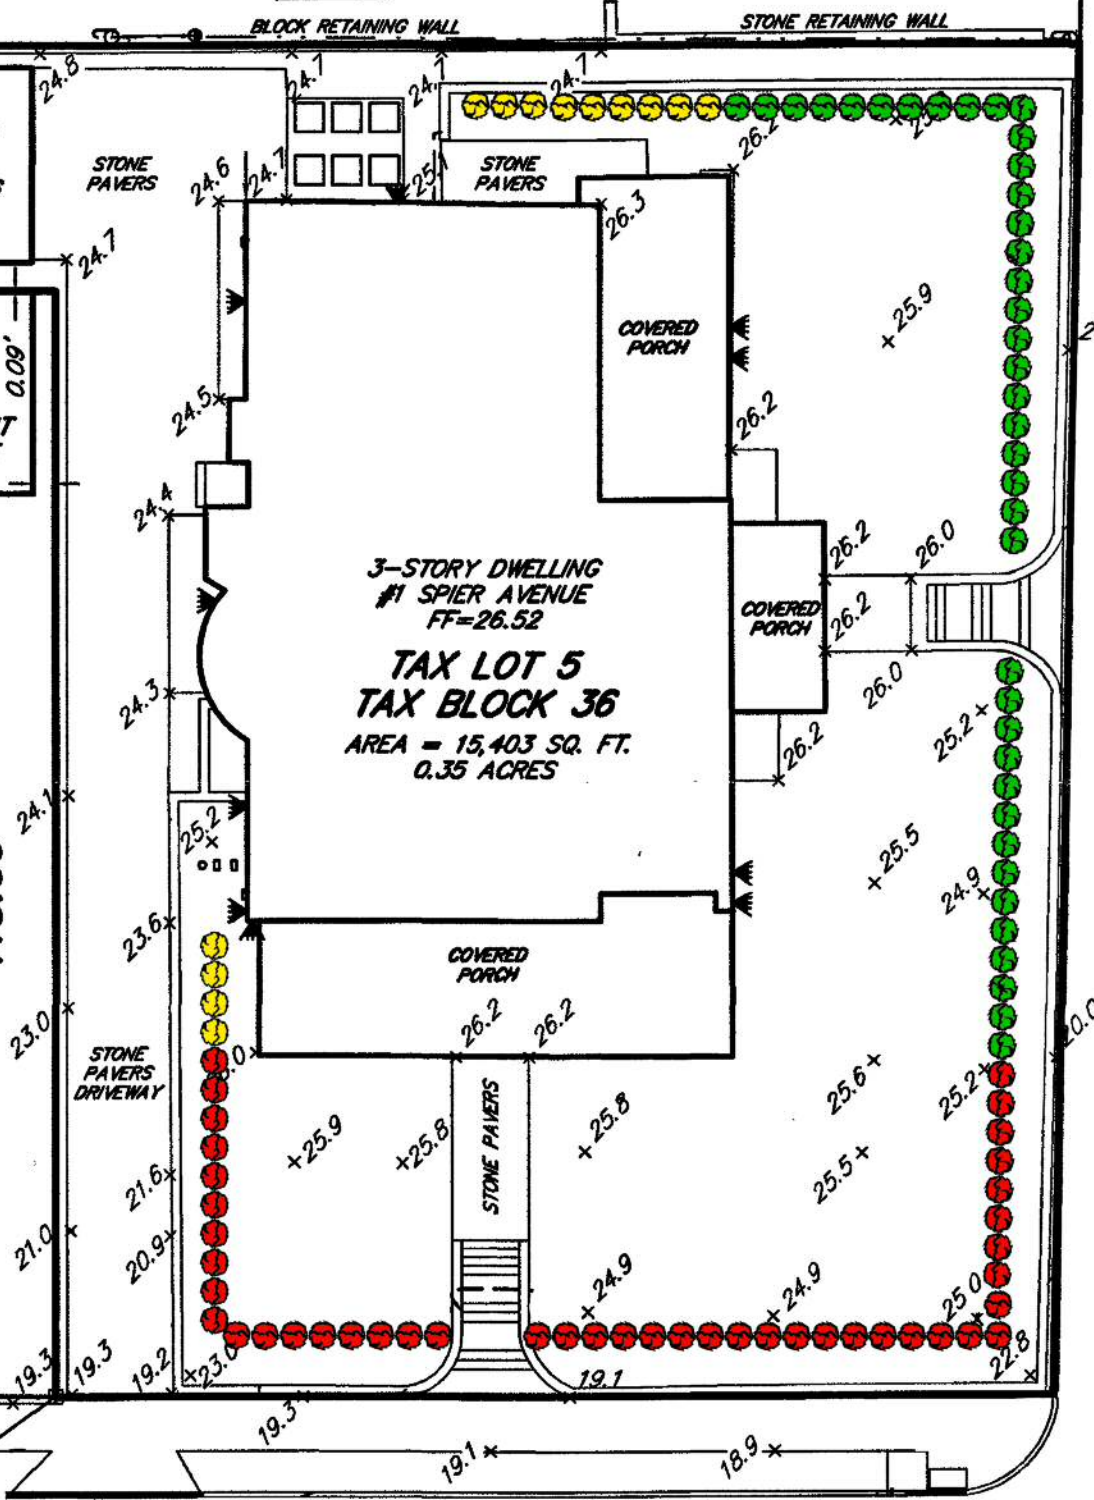 BLOCK RETAINING WALL
STONE RETAINING WALL
24.8
24.7
24.7
24.7
STONE
PAVERS
24.6
24.7
25.1
STONE
PAVERS
26.2
26.3
24.7
25.9
COVERED
PORCH
0.09'
24.5
26.2
24.4
3-STORY DWELLING
#1 SPIER AVENUE
FF=26.52
26.2
26.0
COVERED
PORCH
26.2
26.0
TAX LOT 5
TAX BLOCK 36
AREA = 15,403 SQ. FT.
0.35 ACRES
24.3
25.2
26.2
24.1
25.2
25.5
24.9
23.6
COVERED
PORCH
23.0
26.2
26.2
20.0
STONE
PAVERS
DRIVEWAY
25.6
25.2
STONE PAVERS
25.9
25.8
25.8
25.5
21.6
21.0
20.9
24.9
24.9
25.0
19.3
19.3
19.2
23.0
19.1
22.8
19.3
19.1
18.9